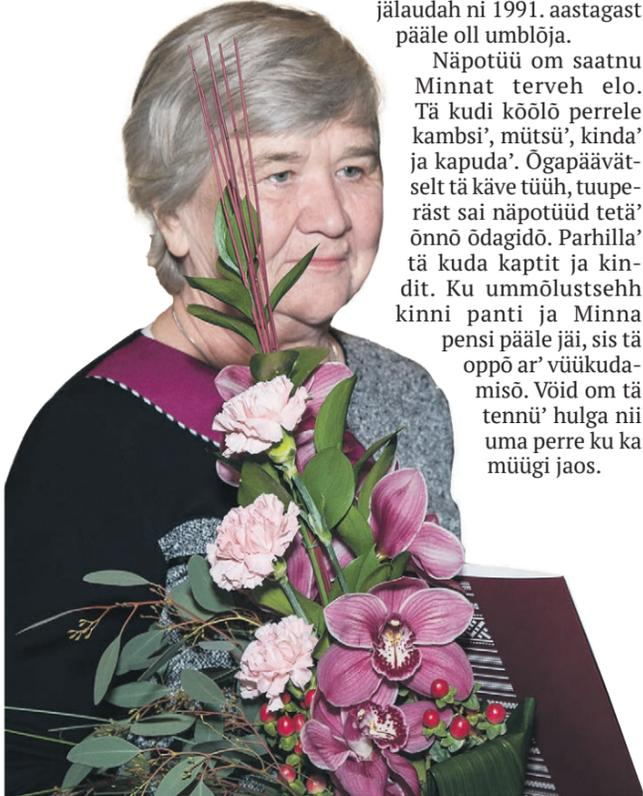 jälaudah ni 1991. aastagast
pääle oll umblõja.
Näpotüü om saatnu
Minnat terveh elo.
Tä kudi kõõlõ perrele
kambsi’, mütsü’, kinda’
ja kapuda’. Õgapäävät-
selt tä käve tüüh, tuupe-
räst sai näpotüüd tetä’
õnnõ õdagidõ. Parhilla’
tä kuda kaptit ja kin-
dit. Ku ummõlustsehh
kinni panti ja Minna
pensi pääle jäi, sis tä
oppõ ar’ vüükuda-
misõ. Vöid om tä
tennü’ hulga nii
uma perre ku ka
müügi jaos.